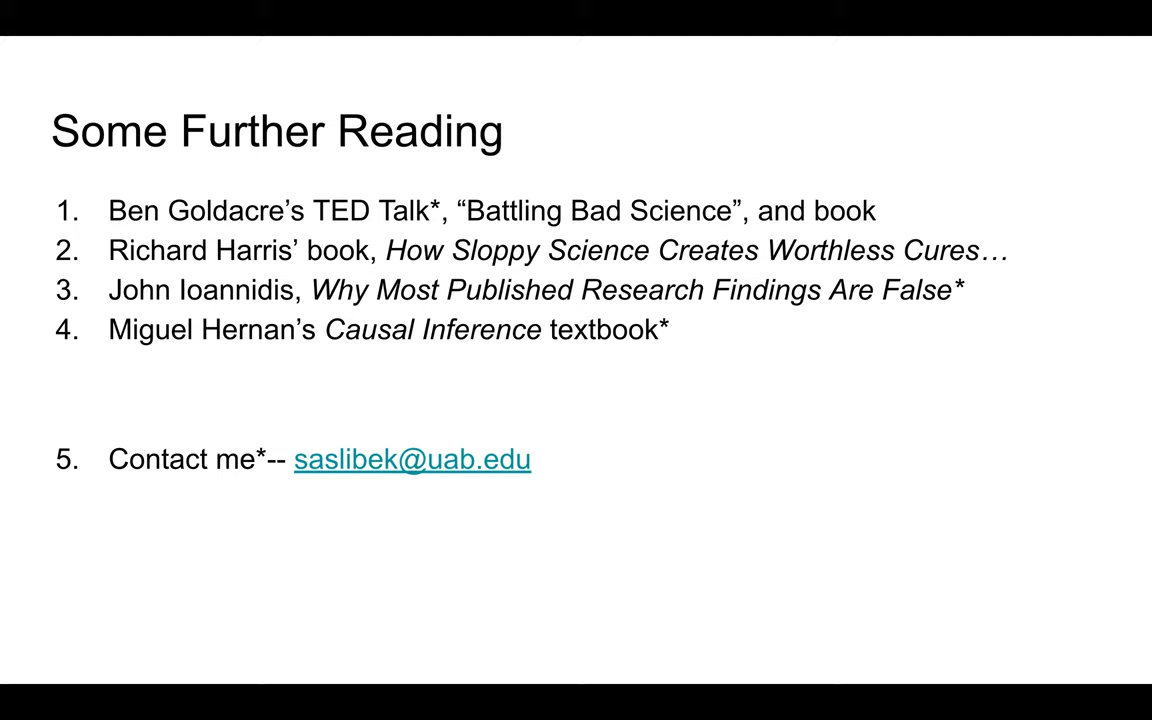 Some Further Reading
1. Ben Goldacre’s TED Talk*, “Battling Bad Science”, and book
2. Richard Harris’ book, How Sloppy Science Creates Worthless Cures…
3. John Ioannidis, Why Most Published Research Findings Are False*
4. Miguel Hernan’s Causal Inference textbook*
5. Contact me*-- saslibek@uab.edu